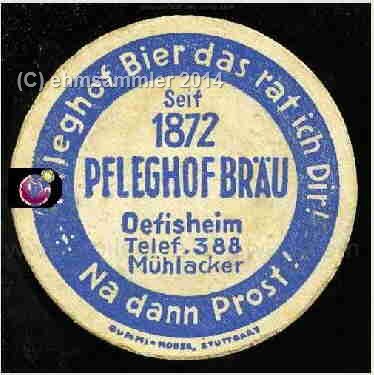 (C) ehmsammler 2014
Pfleghof Bier das rat ich Dir!
Seit
1872
PFLEGHOF BRÄU
Oetisheim
Telef. 388
Mühlacker
Na dann Prost!
STUTTGART